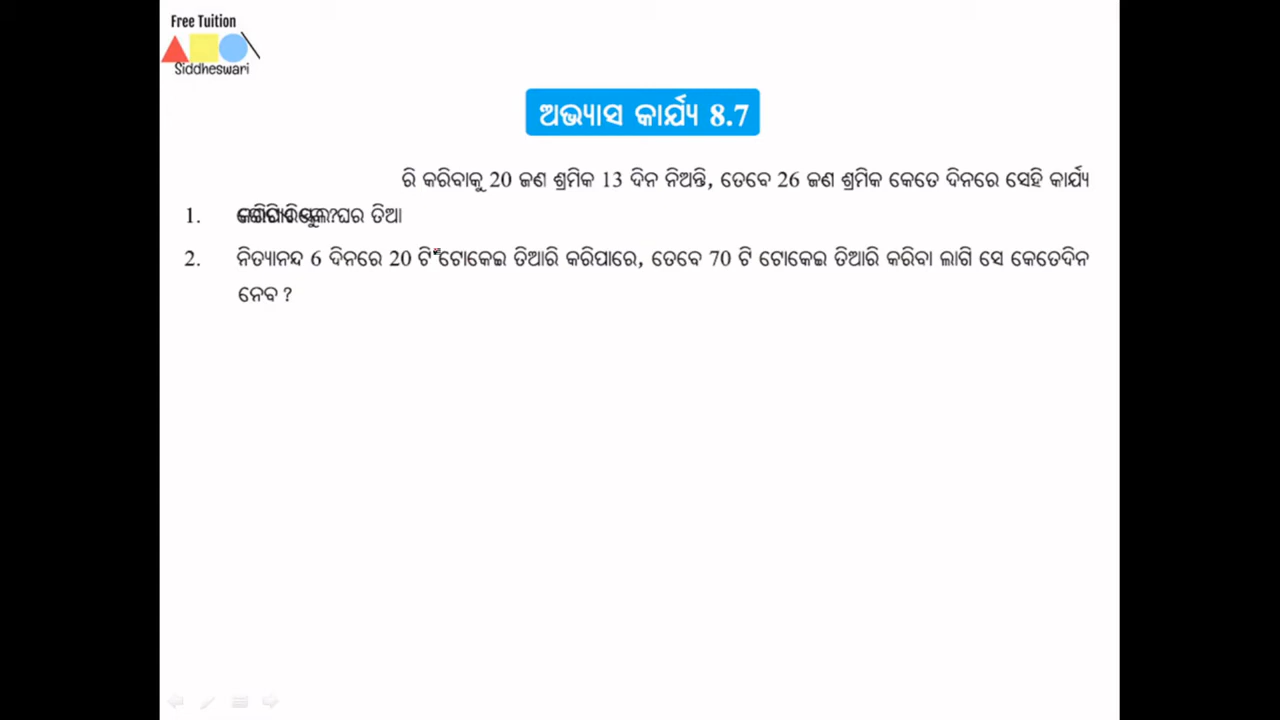 Free Tuition
Siddheswari
ଅଭ୍ୟାସ କାର୍ଯ୍ୟ 8.7
ରି କରିବାକୁ 20 ଜଣ ଶ୍ରମିକ 13 ଦିନ ନିଅନ୍ତି, ତେବେ 26 ଜଣ ଶ୍ରମିକ କେତେ ଦିନରେ ସେହି କାର୍ଯ୍ୟ
1. ଘର ତିଆ
2. ନିତ୍ୟାନନ୍ଦ 6 ଦିନରେ 20 ଟି ଟୋକେଇ ତିଆରି କରିପାରେ, ତେବେ 70 ଟି ଟୋକେଇ ତିଆରି କରିବା ଲାଗି ସେ କେତେଦିନ
ନେବ ?